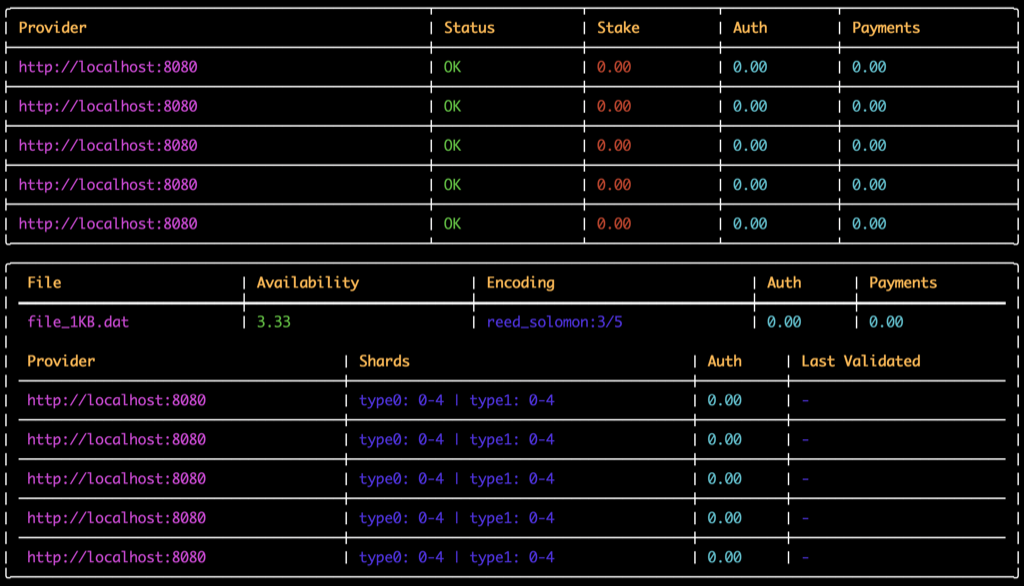 Provider | Status | Stake | Auth | Payments
http://localhost:8080 | OK | 0.00 | 0.00 | 0.00
http://localhost:8080 | OK | 0.00 | 0.00 | 0.00
http://localhost:8080 | OK | 0.00 | 0.00 | 0.00
http://localhost:8080 | OK | 0.00 | 0.00 | 0.00
http://localhost:8080 | OK | 0.00 | 0.00 | 0.00
File | Availability | Encoding | Auth | Payments
file_1KB.dat | 3.33 | reed_solomon:3/5 | 0.00 | 0.00
Provider | Shards | Auth | Last Validated
http://localhost:8080 | type0: 0-4 | type1: 0-4 | 0.00 | -
http://localhost:8080 | type0: 0-4 | type1: 0-4 | 0.00 | -
http://localhost:8080 | type0: 0-4 | type1: 0-4 | 0.00 | -
http://localhost:8080 | type0: 0-4 | type1: 0-4 | 0.00 | -
http://localhost:8080 | type0: 0-4 | type1: 0-4 | 0.00 | -